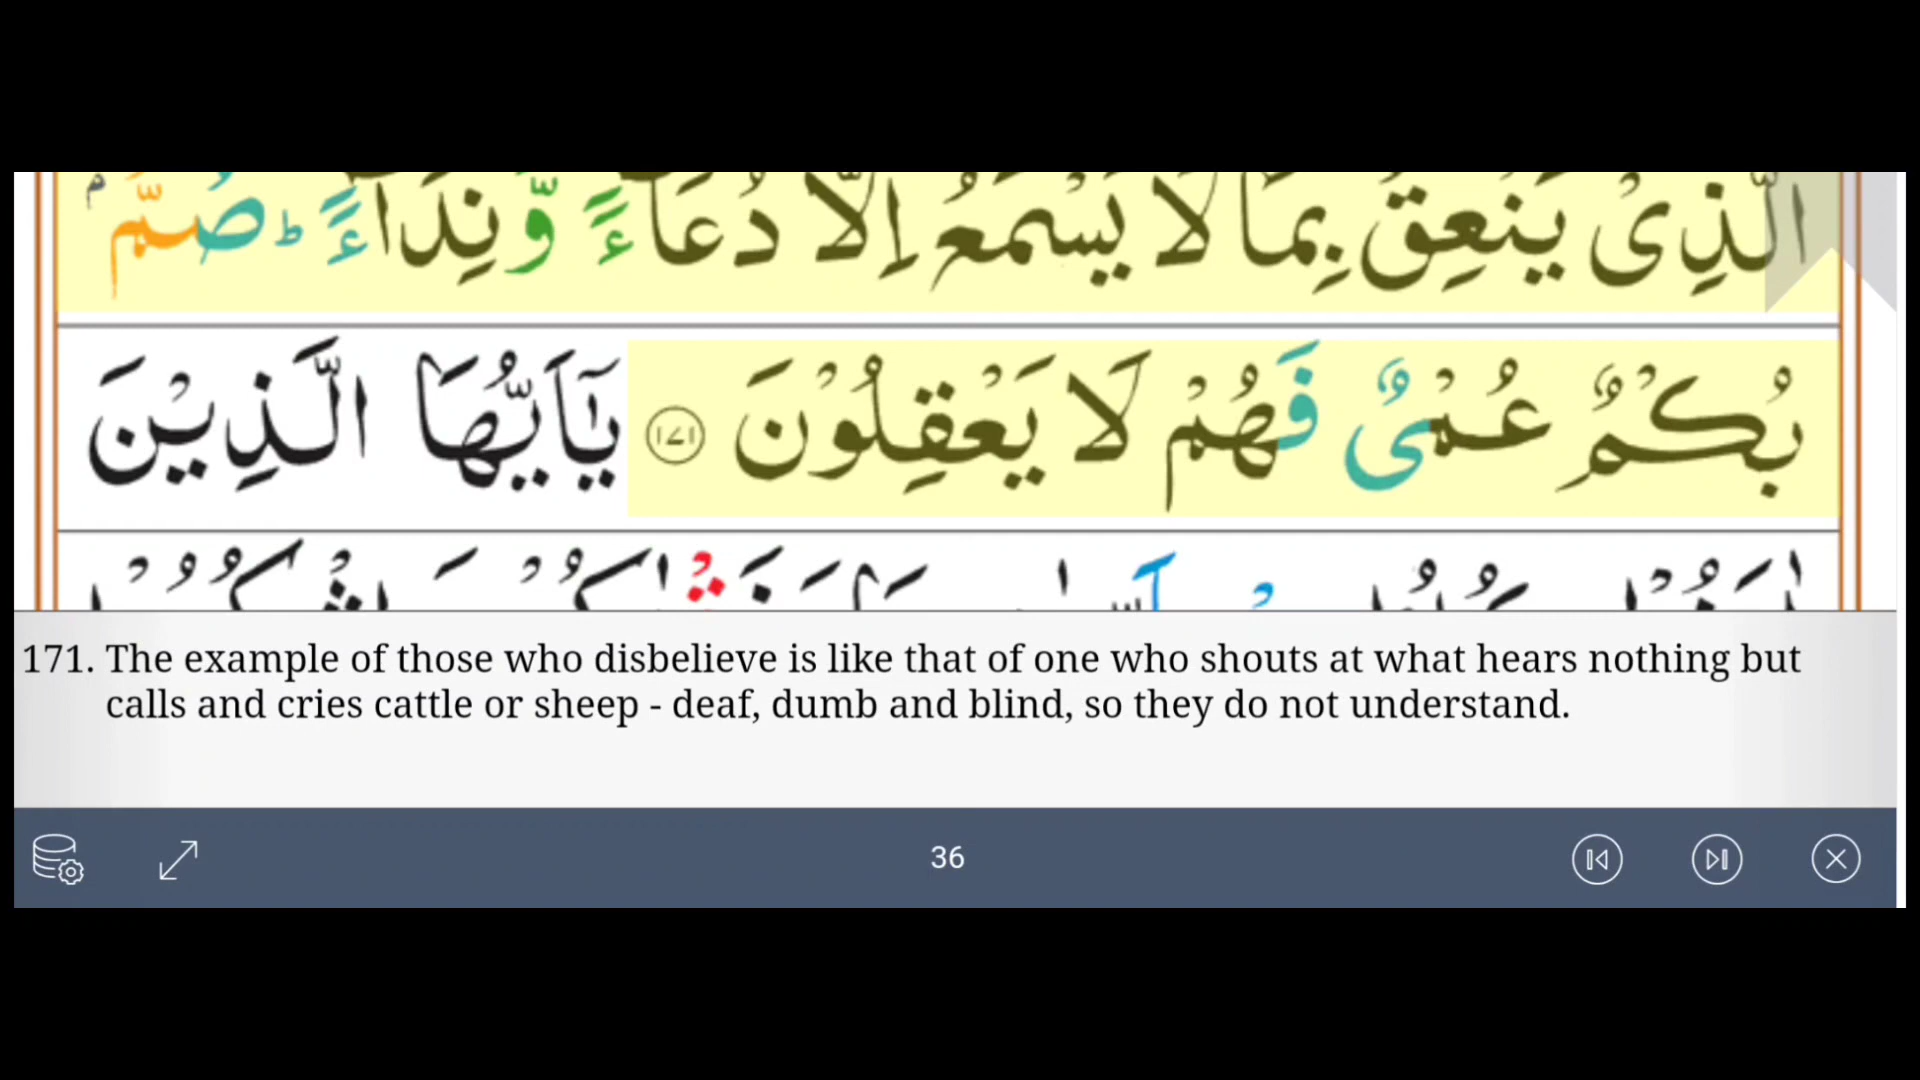 الَّذِىْ يَنْعِقُ بِمَا لَا يَسْمَعُ اِلَّا دُعَآءً وَّنِدَآءً ؕ صُمٌّۢ
بُكْمٌ عُمْىٌ فَهُمْ لَا يَعْقِلُوْنَ ﴿۱۷۱﴾ يٰٓاَيُّهَا الَّذِيْنَ
171. The example of those who disbelieve is like that of one who shouts at what hears nothing but
calls and cries cattle or sheep - deaf, dumb and blind, so they do not understand.
36